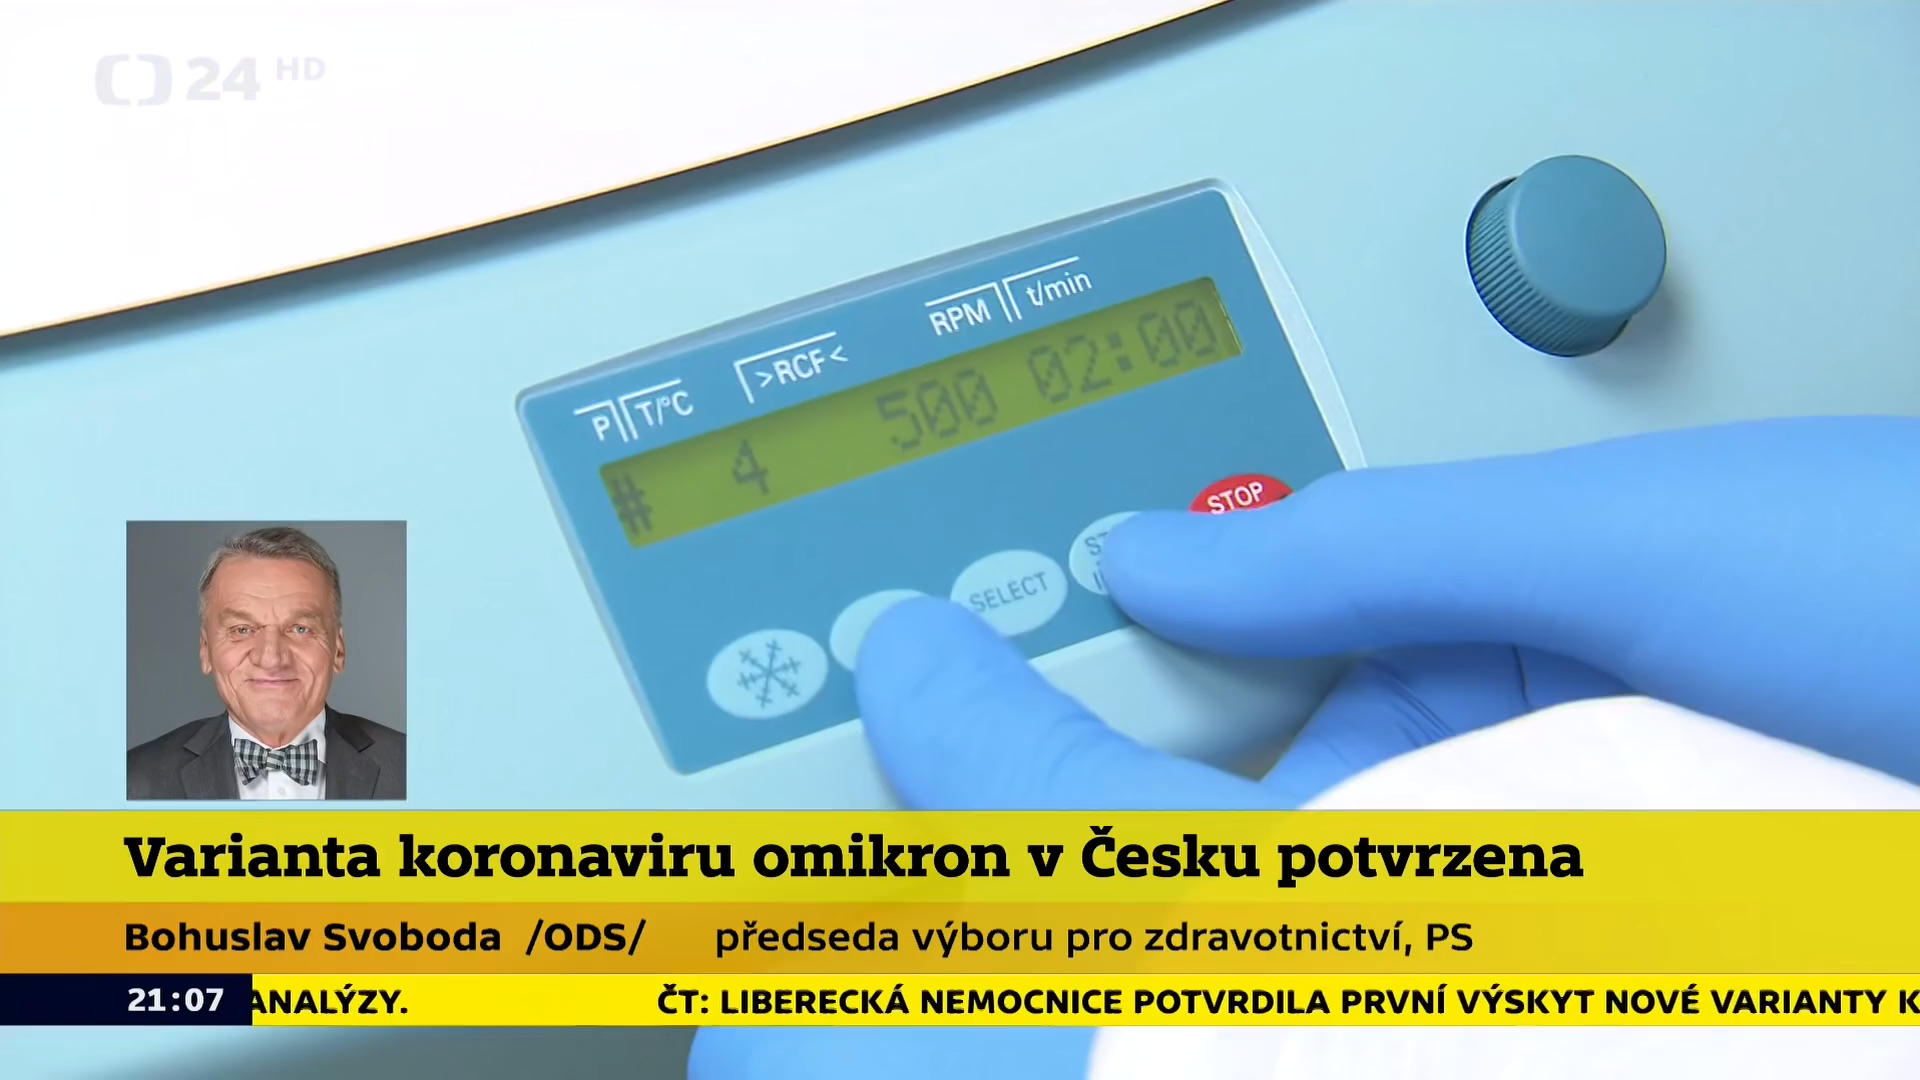 24 HD
P T/°C >RCF< RPM t/min
# 4 500 02:00
STOP
SELECT
Varianta koronaviru omikron v Česku potvrzena
Bohuslav Svoboda /ODS/ předseda výboru pro zdravotnictví, PS
21:07 ANALÝZY. ČT: LIBERECKÁ NEMOCNICE POTVRDILA PRVNÍ VÝSKYT NOVÉ VARIANTY K